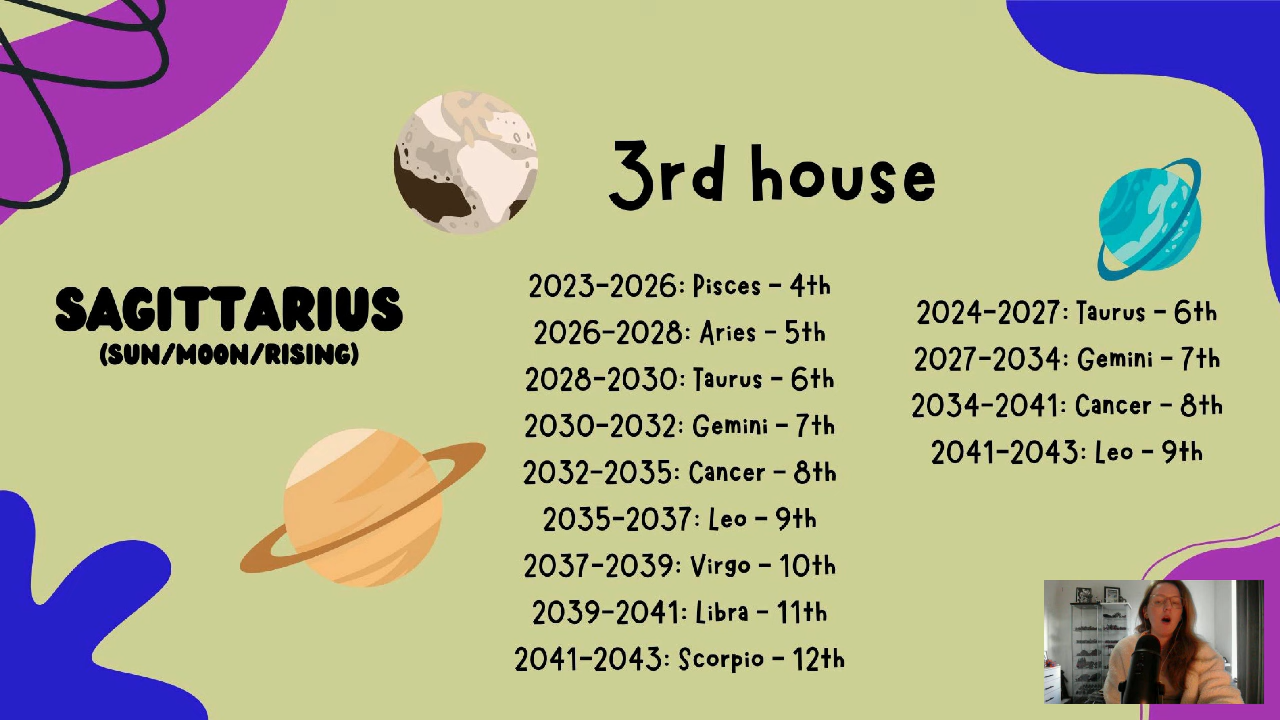 3rd house
SAGITTARIUS
(SUN/MOON/RISING)
2023-2026: Pisces - 4th
2026-2028: Aries - 5th
2028-2030: Taurus - 6th
2030-2032: Gemini - 7th
2032-2035: Cancer - 8th
2035-2037: Leo - 9th
2037-2039: Virgo - 10th
2039-2041: Libra - 11th
2041-2043: Scorpio - 12th
2024-2027: Taurus - 6th
2027-2034: Gemini - 7th
2034-2041: Cancer - 8th
2041-2043: Leo - 9th